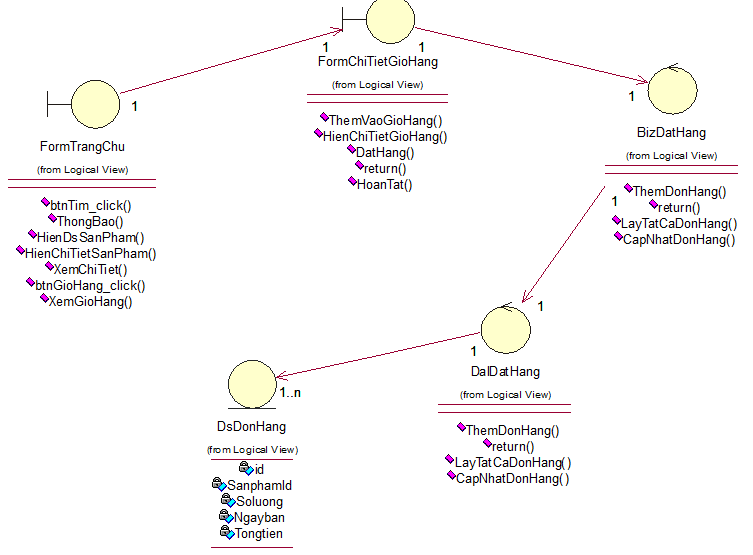 FormTrangChu
(from Logical View)
btnTim_click()
ThongBao()
HienDsSanPham()
HienChiTietSanPham()
XemChiTiet()
btnGioHang_click()
XemGioHang()
1
1
FormChiTietGioHang
(from Logical View)
ThemVaoGioHang()
HienChiTietGioHang()
DatHang()
return()
HoanTat()
1
1
BizDatHang
(from Logical View)
ThemDonHang()
return()
LayTatCaDonHang()
CapNhatDonHang()
1
1
DalDatHang
(from Logical View)
ThemDonHang()
return()
LayTatCaDonHang()
CapNhatDonHang()
1
1..n
DsDonHang
(from Logical View)
id
SanphamId
Soluong
Ngayban
Tongtien